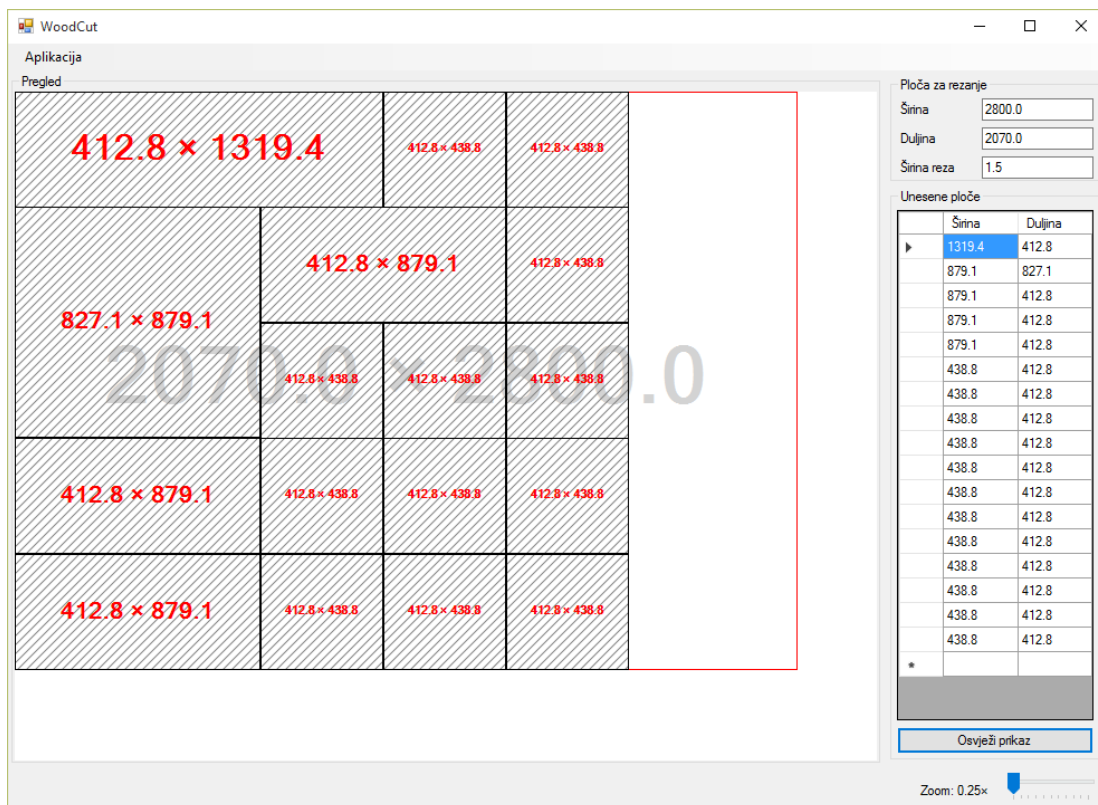 WoodCut
Aplikacija
Pregled
412.8 × 1319.4 412.8 × 438.8 412.8 × 438.8
412.8 × 879.1 412.8 × 438.8
827.1 × 879.1
2070.0 × 2800.0
412.8 × 438.8 412.8 × 438.8 412.8 × 438.8
412.8 × 879.1 412.8 × 438.8 412.8 × 438.8 412.8 × 438.8
412.8 × 879.1 412.8 × 438.8 412.8 × 438.8 412.8 × 438.8
Ploča za rezanje
Širina 2800.0
Duljina 2070.0
Širina reza 1.5
Unesene ploče
Širina Duljina
1319.4 412.8
879.1 827.1
879.1 412.8
879.1 412.8
879.1 412.8
438.8 412.8
438.8 412.8
438.8 412.8
438.8 412.8
438.8 412.8
438.8 412.8
438.8 412.8
438.8 412.8
438.8 412.8
438.8 412.8
438.8 412.8
438.8 412.8
*
Osvježi prikaz
Zoom: 0.25×